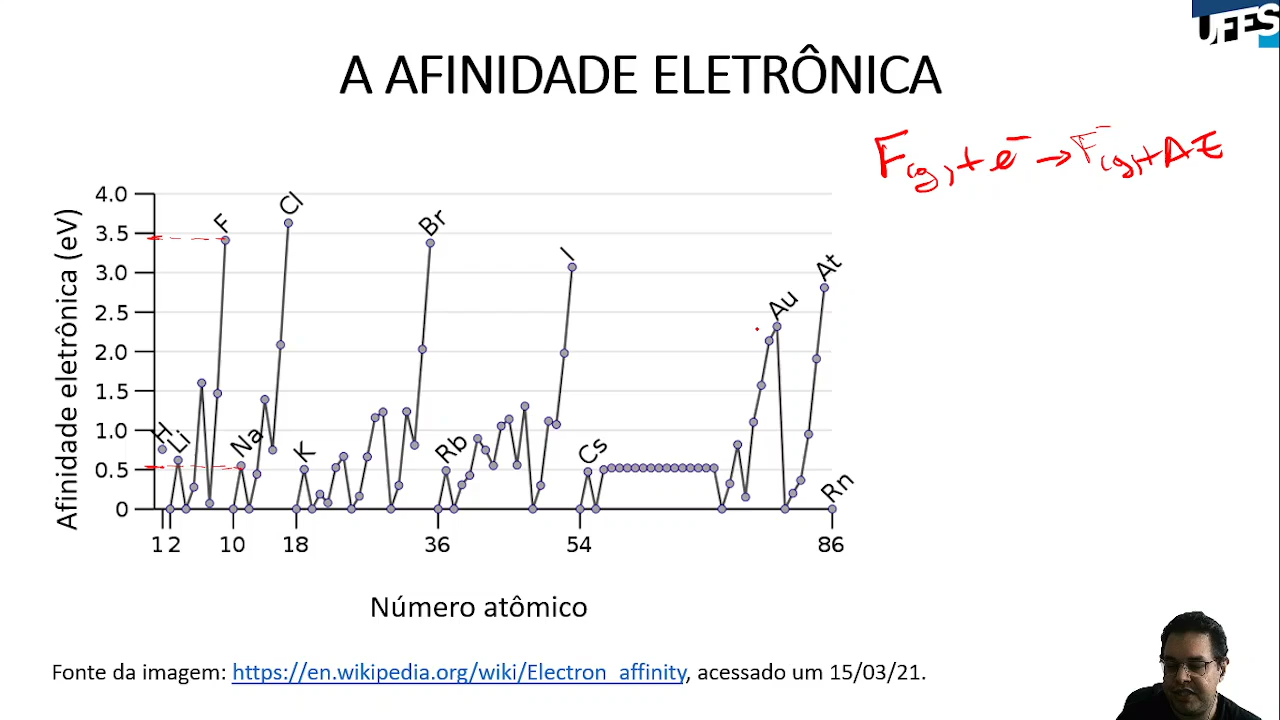 UFES
A AFINIDADE ELETRÔNICA
F(g) + e⁻ → F⁻(g) + ΔE
Afinidade eletrônica (eV)
4.0
3.5
3.0
2.5
2.0
1.5
1.0
0.5
0
H
Li
F
Na
Cl
K
Br
Rb
I
Cs
Au
At
Rn
1 2 10 18 36 54 86
Número atômico
Fonte da imagem: https://en.wikipedia.org/wiki/Electron_affinity, acessado um 15/03/21.